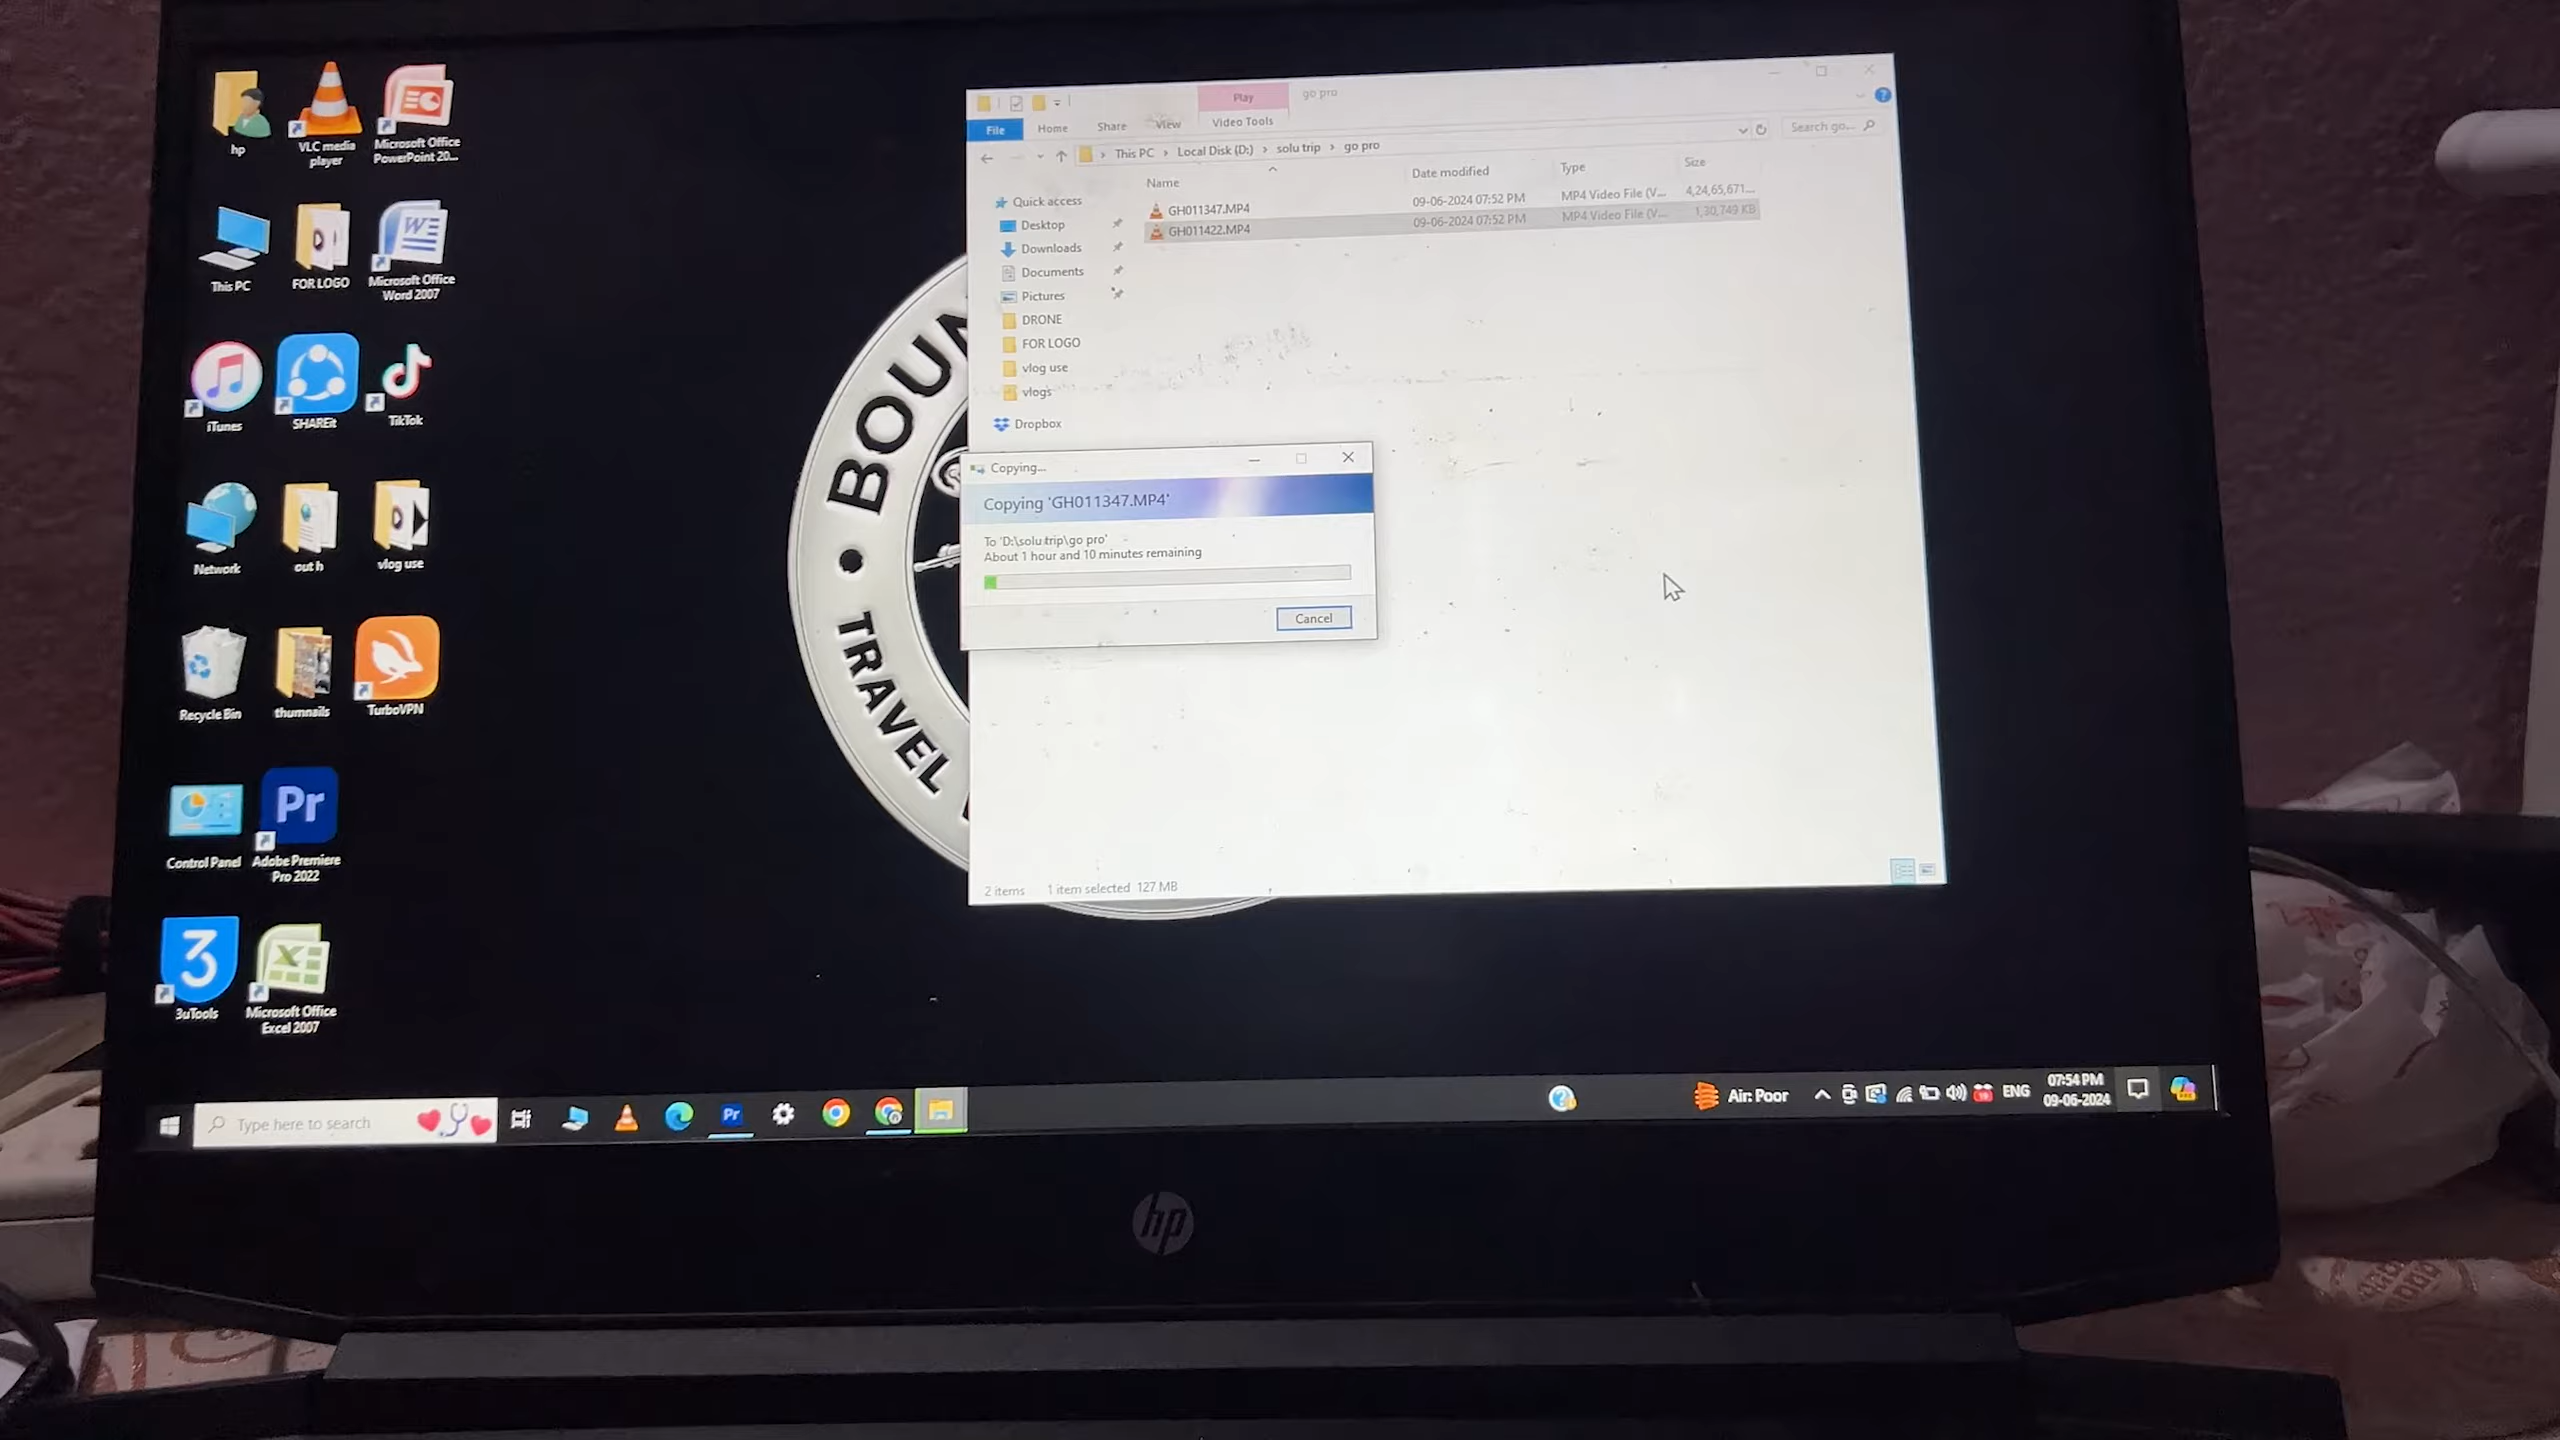 hp
VLC media
player
Microsoft Office
PowerPoint 20...
This PC
FOR LOGO
Microsoft Office
Word 2007
iTunes
SHAREit
TikTok
Network
out h
vlog use
Recycle Bin
thumnails
TurboVPN
Control Panel
Pr
Adobe Premiere
Pro 2022
3
3uTools
Microsoft Office
Excel 2007
BOUN
TRAVEL
Play
go pro
File
Home
Share
View
Video Tools
This PC > Local Disk (D:) > solu trip > go pro
Search go...
Name
Date modified
Type
Size
GH011347.MP4
09-06-2024 07:52 PM
MP4 Video File (V...
4,24,65,671...
GH011422.MP4
09-06-2024 07:52 PM
MP4 Video File (V...
1,30,749 KB
Quick access
Desktop
Downloads
Documents
Pictures
DRONE
FOR LOGO
vlog use
vlogs
Dropbox
Copying...
Copying 'GH011347.MP4'
To 'D:\solu trip\go pro'
About 1 hour and 10 minutes remaining
Cancel
2 items
1 item selected 127 MB
Type here to search
Pr
Air: Poor
ENG
07:54 PM
09-06-2024
hp